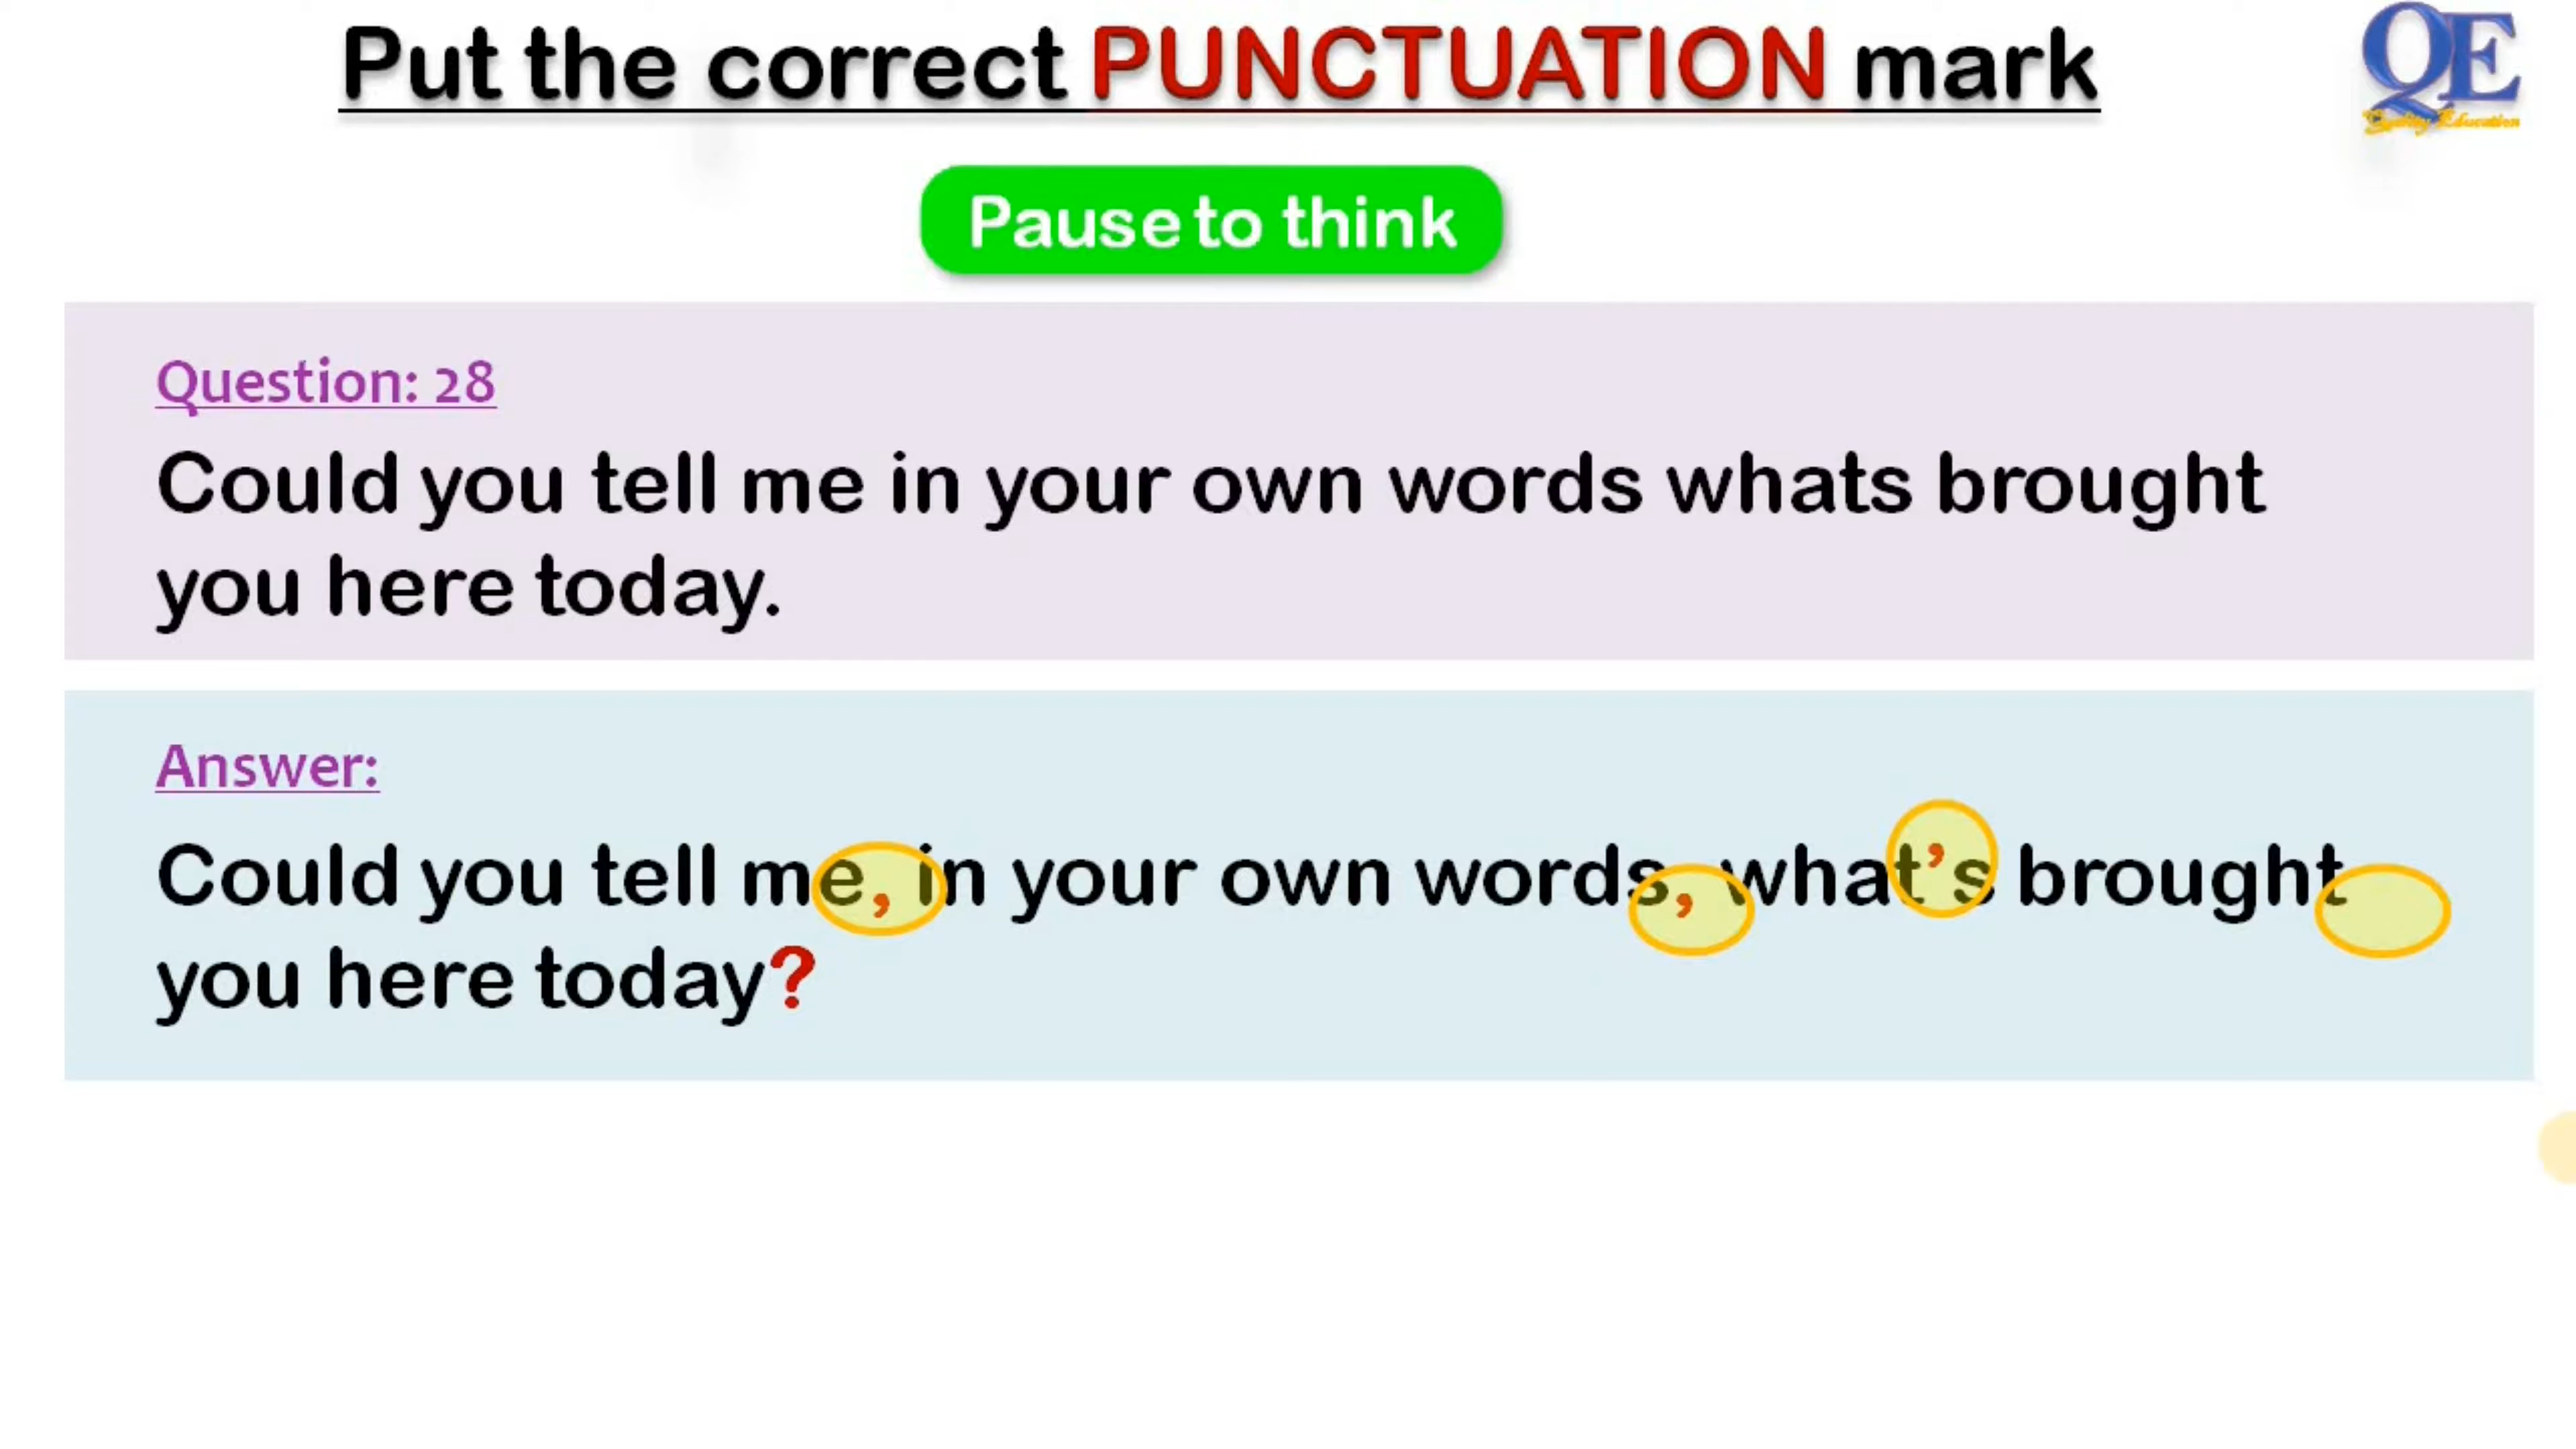 Put the correct PUNCTUATION mark
QE
Quality Education
Pause to think
Question: 28
Could you tell me in your own words whats brought
you here today.
Answer:
Could you tell me, in your own words, what’s brought
you here today?